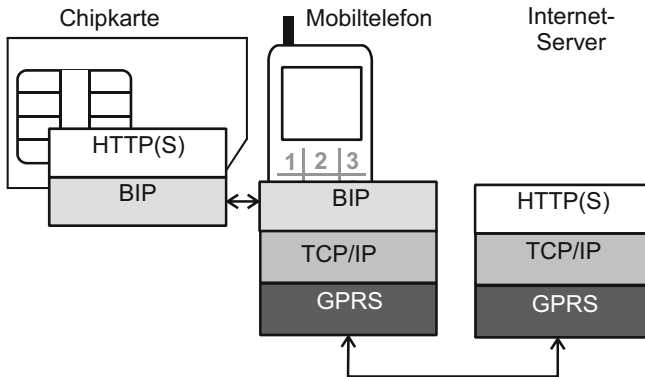 Chipkarte
Mobiltelefon
Internet-
Server
HTTP(S)
BIP
1 2 3
BIP
TCP/IP
GPRS
HTTP(S)
TCP/IP
GPRS